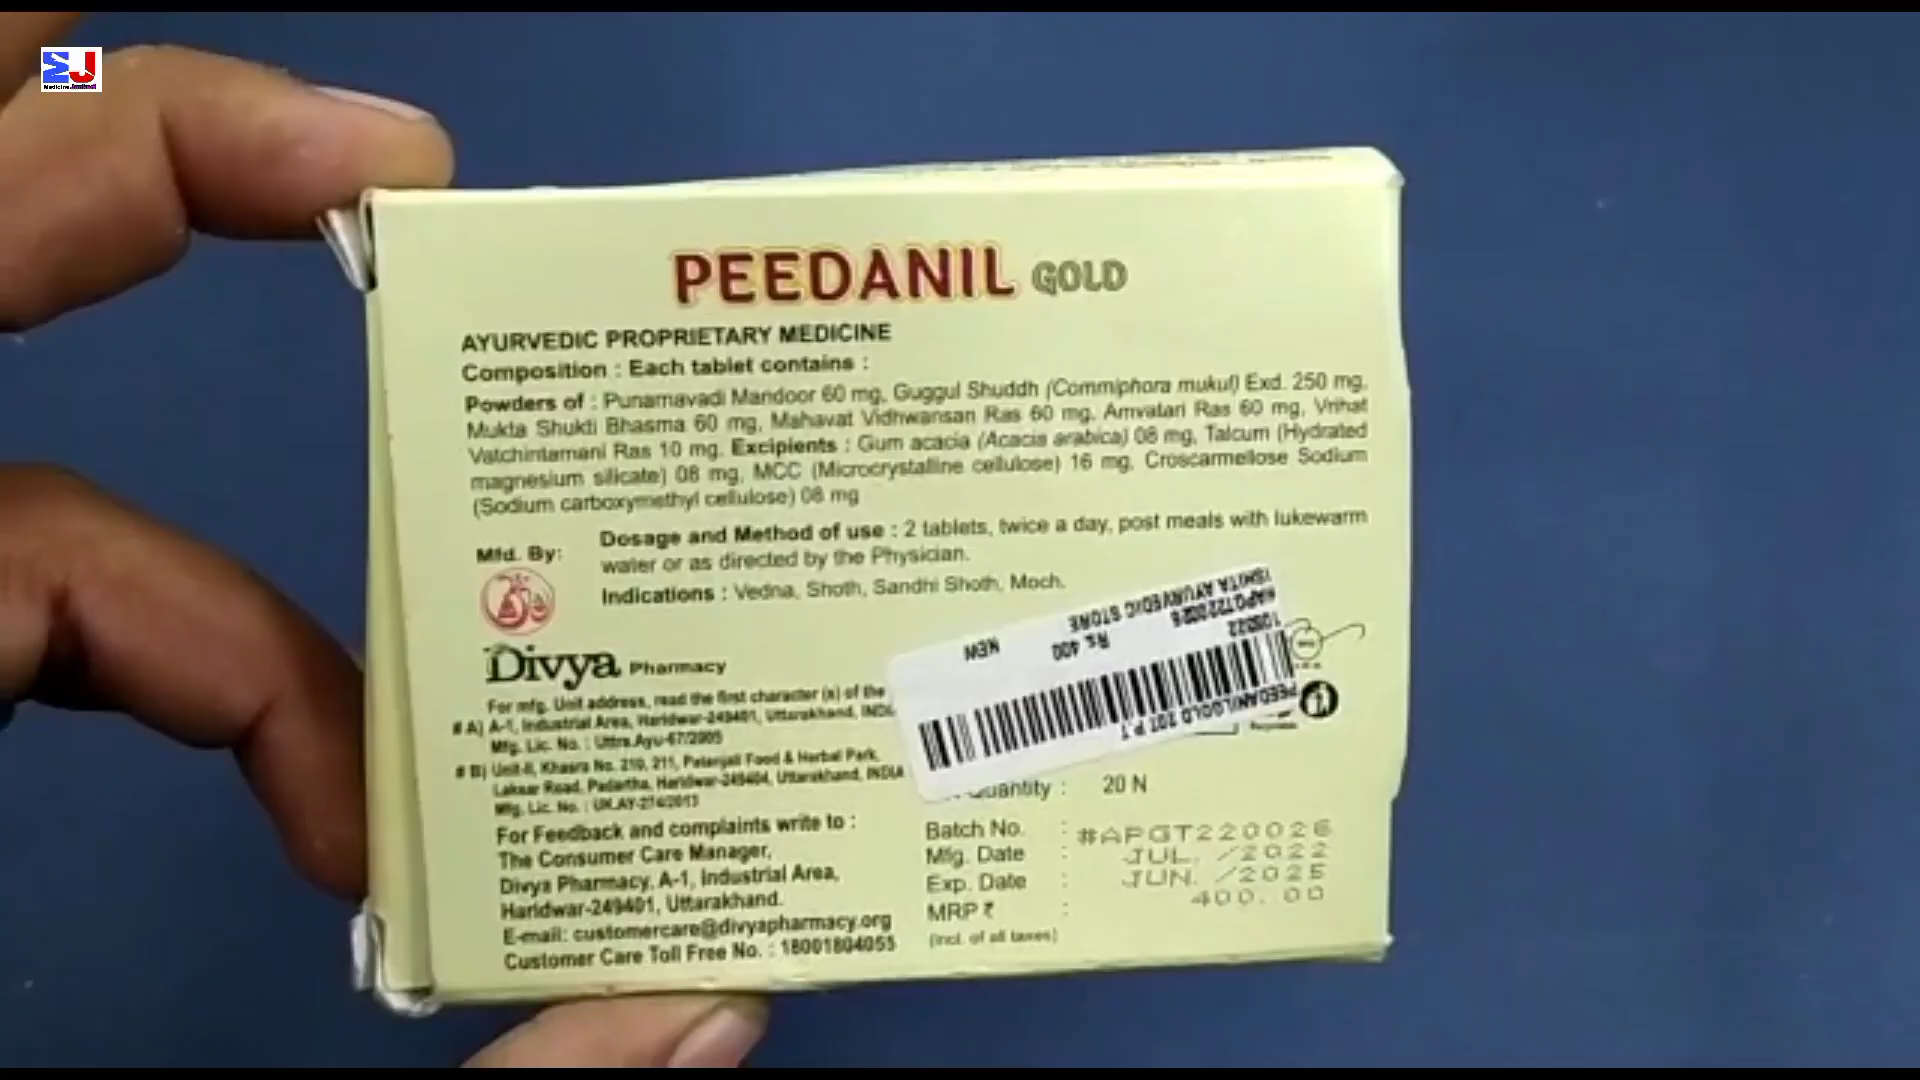 MJ
PEEDANIL GOLD
AYURVEDIC PROPRIETARY MEDICINE
Composition : Each tablet contains :
Powders of : Punarnavadi Mandoor 60 mg, Guggul Shuddh (Commiphora mukul) Exd. 250 mg,
Mukta Shukti Bhasma 60 mg, Mahavat Vidhwansan Ras 60 mg, Amvatari Ras 60 mg, Vrihat
Vatchintamani Ras 10 mg. Excipients : Gum acacia (Acacia arabica) 08 mg, Talcum (Hydrated
magnesium silicate) 08 mg, MCC (Microcrystalline cellulose) 16 mg, Croscarmellose Sodium
(Sodium carboxymethyl cellulose) 08 mg
Dosage and Method of use : 2 tablets, twice a day, post meals with lukewarm
water or as directed by the Physician.
Indications : Vedna, Shoth, Sandhi Shoth, Moch.
Mfd. By:
Divya Pharmacy
For mfg. Unit address, read the first character (s) of the
# A) A-1, Industrial Area, Haridwar-249401, Uttarakhand,
Mfg. Lic. No. : Uttra.Ayu-67/2005
# B) Unit-II, Khasra No. 210, 211, Patanjali Food & Herbal Park,
Laksar Road, Padartha, Haridwar-249404, Uttarakhand, INDIA
Mfg. Lic. No. : UK.AY-274/2013
For Feedback and complaints write to :
The Consumer Care Manager,
Divya Pharmacy, A-1, Industrial Area,
Haridwar-249401, Uttarakhand.
E-mail: customercare@divyapharmacy.org
Customer Care Toll Free No. : 18001804055
ISHITA AYURVEDIC STORE
#APGT220026
Rs. 400
NEW
PEEDANILGOLD 20T P.T
Quantity : 20 N
Batch No. : #APGT220026
Mfg. Date : JUL. /2022
Exp. Date : JUN. /2025
MRP ₹ : 400.00
(Incl. of all taxes)